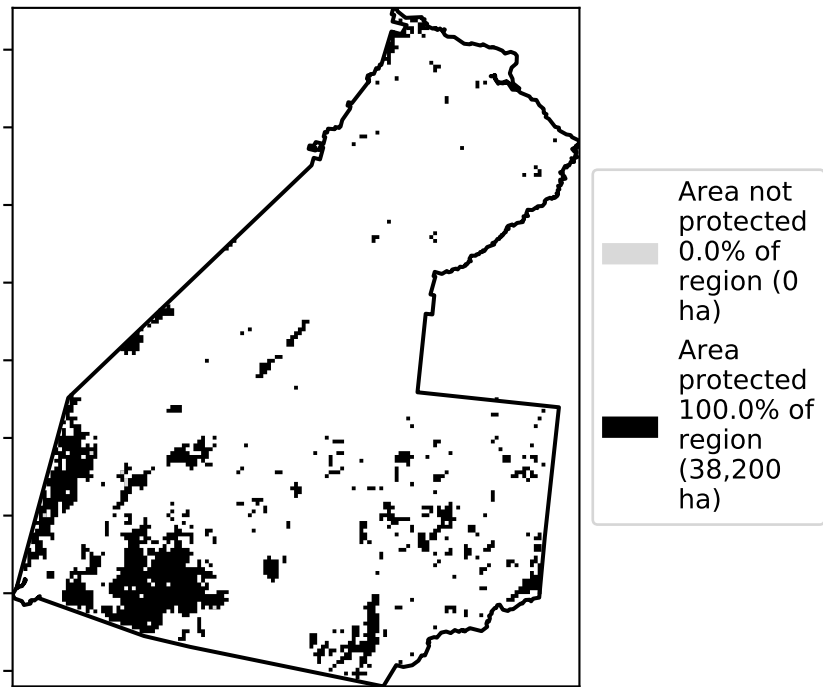 Area not
protected
0.0% of
region (0
ha)
Area
protected
100.0% of
region
(38,200
ha)